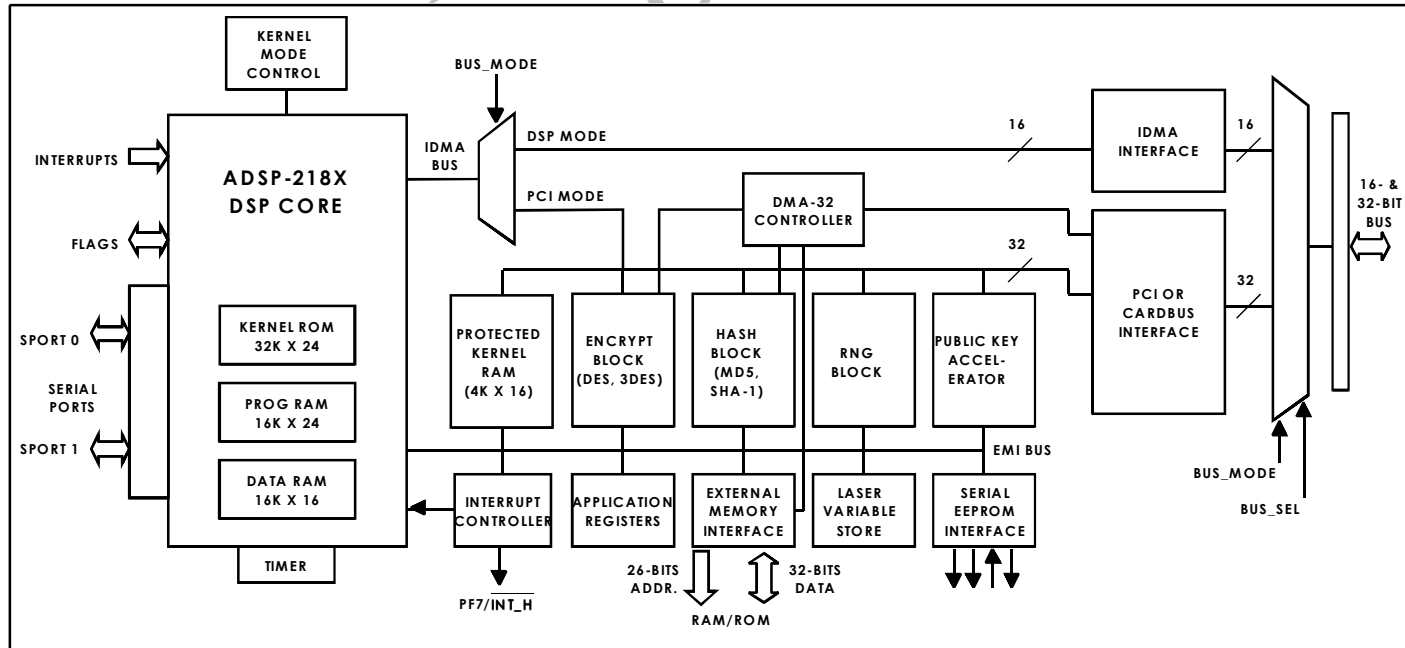 KERNEL
MODE
CONTROL
BUS_MODE
INTERRUPTS
FLAGS
SPORT 0
SERIAL
PORTS
SPORT 1
ADSP-218X
DSP CORE
KERNEL ROM
32K X 24
PROG RAM
16K X 24
DATA RAM
16K X 16
TIMER
IDMA
BUS
DSP MODE
PCI MODE
16
IDMA
INTERFACE
16
DMA-32
CONTROLLER
32
PCI OR
CARDBUS
INTERFACE
32
16- &
32-BIT
BUS
PROTECTED
KERNEL
RAM
(4K X 16)
ENCRYPT
BLOCK
(DES, 3DES)
HASH
BLOCK
(MD5,
SHA-1)
RNG
BLOCK
PUBLIC KEY
ACCEL-
ERATOR
EMI BUS
INTERRUPT
CONTROLLER
APPLICATION
REGISTERS
EXTERNAL
MEMORY
INTERFACE
LASER
VARIABLE
STORE
SERIAL
EEPROM
INTERFACE
BUS_MODE
BUS_SEL
PF7/INT_H
26-BITS
ADDR.
32-BITS
DATA
RAM/ROM